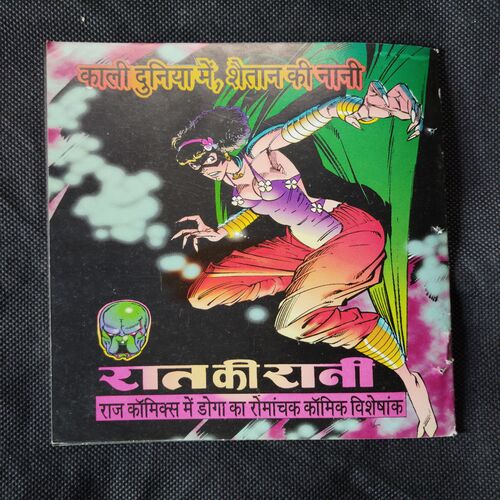 काली दुनिया में, शैतान की नानी
रात की रानी
राज कॉमिक्स में डोगा का रोमांचक कॉमिक विशेषांक